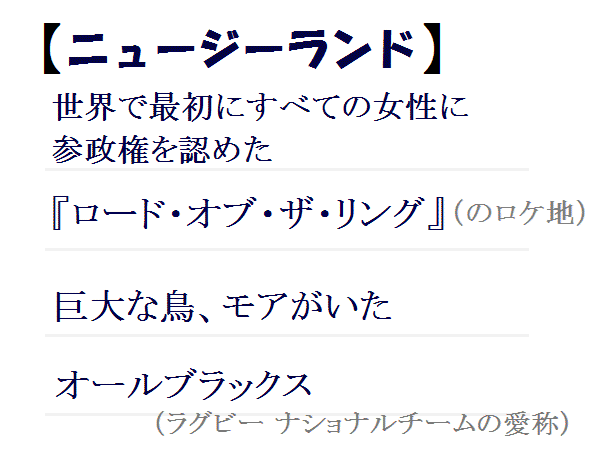 【ニュージーランド】
世界で最初にすべての女性に
参政権を認めた
『ロード・オブ・ザ・リング』(のロケ地)
巨大な鳥、モアがいた
オールブラックス
(ラグビー ナショナルチームの愛称)